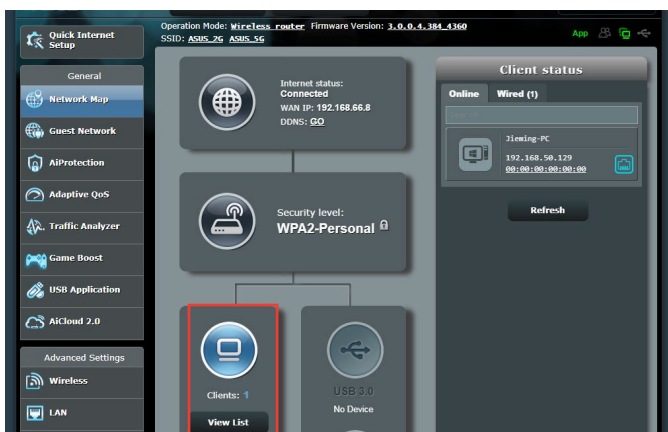 Operation Mode: Wireless router Firmware Version: 3.0.0.4.384_4360
SSID: ASUS_2G ASUS_5G
App
Quick Internet
Setup
General
Network Map
Guest Network
AiProtection
Adaptive QoS
Traffic Analyzer
Game Boost
USB Application
AiCloud 2.0
Advanced Settings
Wireless
LAN
Internet status:
Connected
WAN IP: 192.168.66.8
DDNS: GO
Security level:
WPA2-Personal
Clients: 1
View List
USB 3.0
No Device
Client status
Online Wired (1)
Jieming-PC
192.168.50.129
00:00:00:00:00:00
Refresh